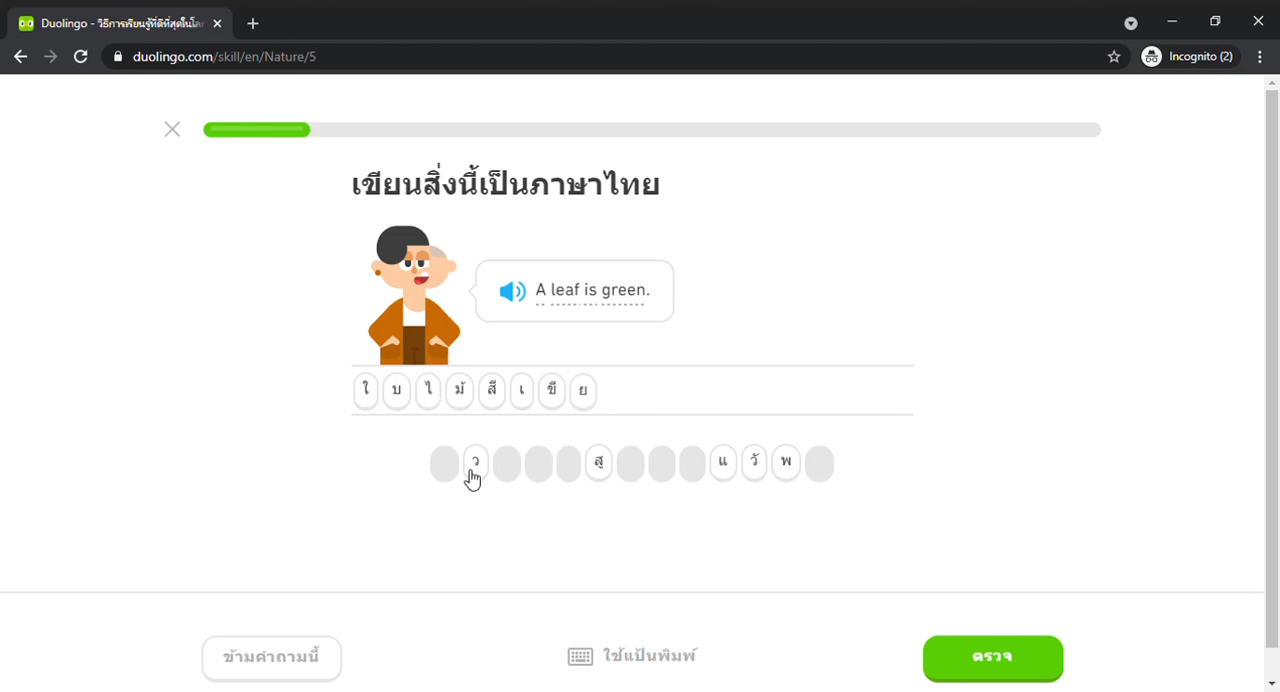 Duolingo - วิธีการเรียนรู้ที่ดีที่สุดในโล
duolingo.com/skill/en/Nature/5
Incognito (2)
เขียนสิ่งนี้เป็นภาษาไทย
A leaf is green.
ใ บ ไ ม้ สี เ ขี ย
ว สู แ วั พ
ข้ามคำถามนี้
ใช้แป้นพิมพ์
ตรวจ